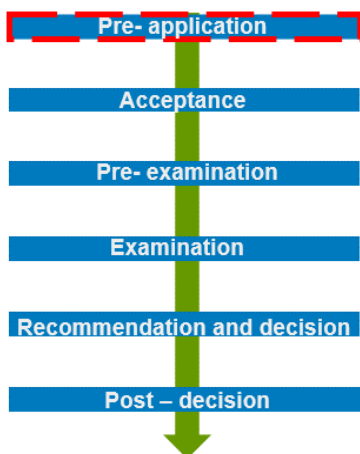 Pre- application
Acceptance
Pre- examination
Examination
Recommendation and decision
Post – decision